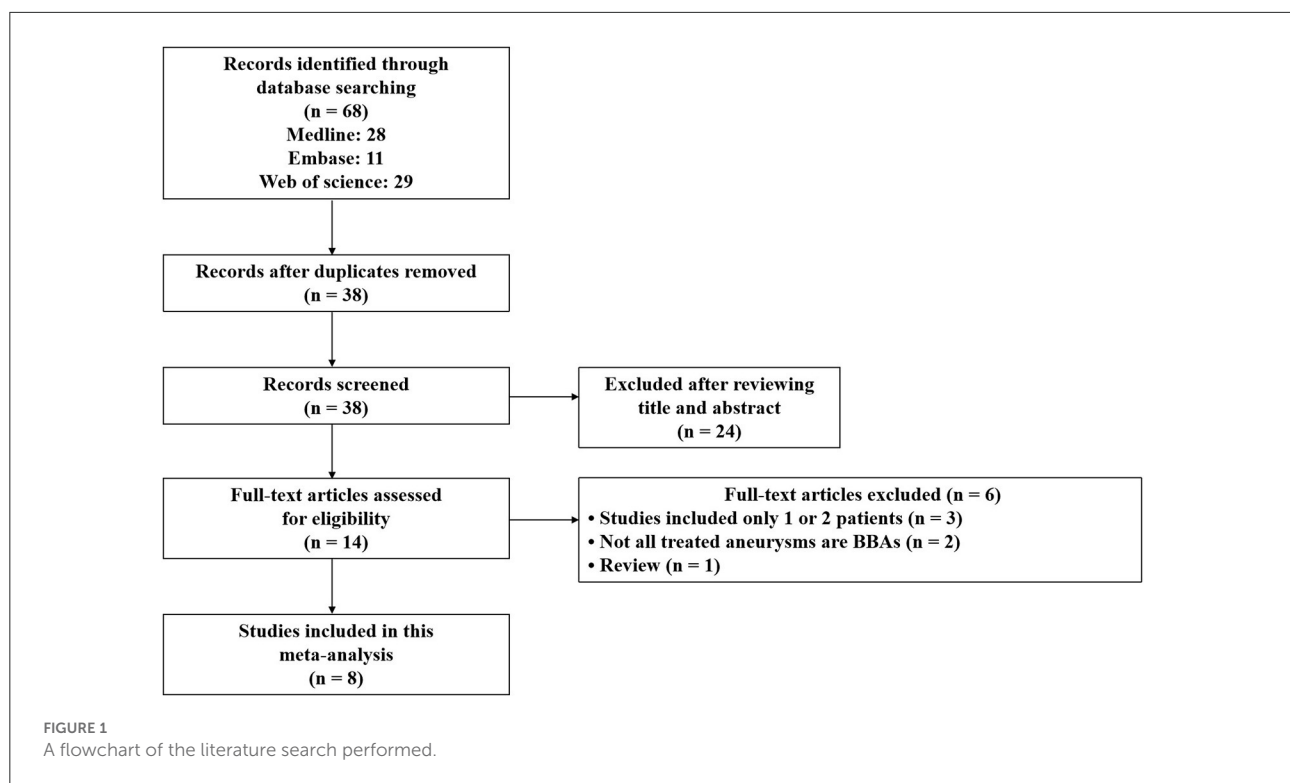 Records identified through
database searching
(n = 68)
Medline: 28
Embase: 11
Web of science: 29
Records after duplicates removed
(n = 38)
Records screened
(n = 38)
Excluded after reviewing
title and abstract
(n = 24)
Full-text articles assessed
for eligibility
(n = 14)
Full-text articles excluded (n = 6)
• Studies included only 1 or 2 patients (n = 3)
• Not all treated aneurysms are BBAs (n = 2)
• Review (n = 1)
Studies included in this
meta-analysis
(n = 8)
FIGURE 1
A flowchart of the literature search performed.